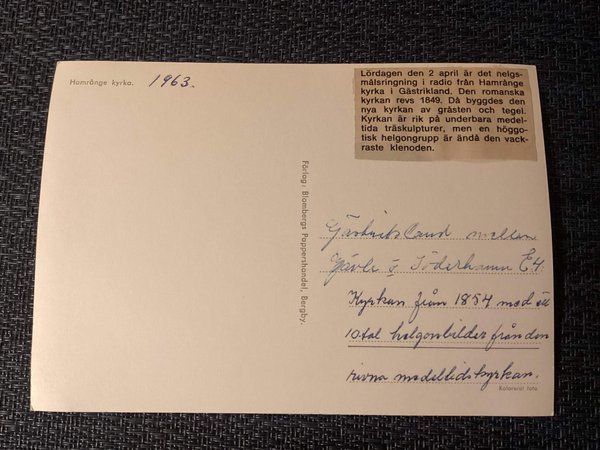 Hamrånge kyrka. 1963.
Lördagen den 2 april är det helgs-
målsringning i radio från Hamrånge
kyrka i Gästrikland. Den romanska
kyrkan revs 1849. Då byggdes den
nya kyrkan av gråsten och tegel.
Kyrkan är rik på underbara medel-
tida träskulpturer, men en höggo-
tisk helgongrupp är ändå den vack-
raste klenoden.
Förlag: Blombergs Pappershandel, Bergby.
Gästrikland mellan
Gävle o Söderhamn E4.
Kyrkan från 1854 med ett
10tal helgonbilder från den
rivna medeltidskyrkan.
Kolorerat foto